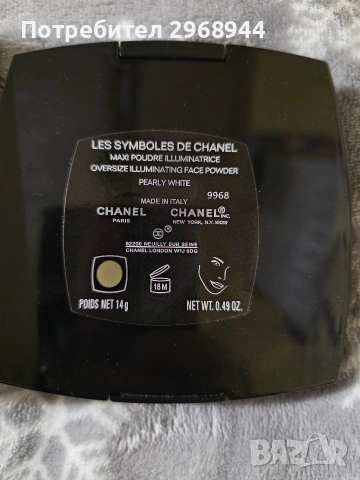 Потребител 2968944
LES SYMBOLES DE CHANEL
MAXI POUDRE ILLUMINATRICE
OVERSIZE ILLUMINATING FACE POWDER
PEARLY WHITE
9968
MADE IN ITALY
CHANEL CHANEL® INC.
PARIS NEW YORK, N.Y. 10019
92200 NEUILLY SUR SEINE
CHANEL LONDON W1J 6DG
18M
POIDS NET 14 g NET WT. 0.49 OZ.
BAZAR